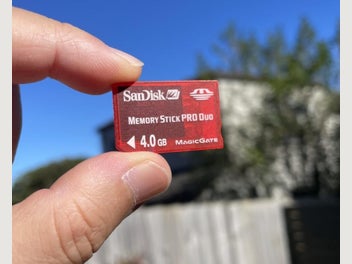 SanDisk
MEMORY STICK PRO DUO
4.0 GB MAGICGATE